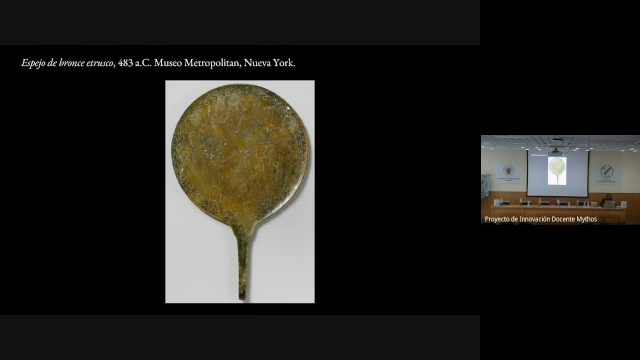 Espejo de bronce etrusco, 483 a.C. Museo Metropolitan, Nueva York.
Proyecto de Innovación Docente Mythos